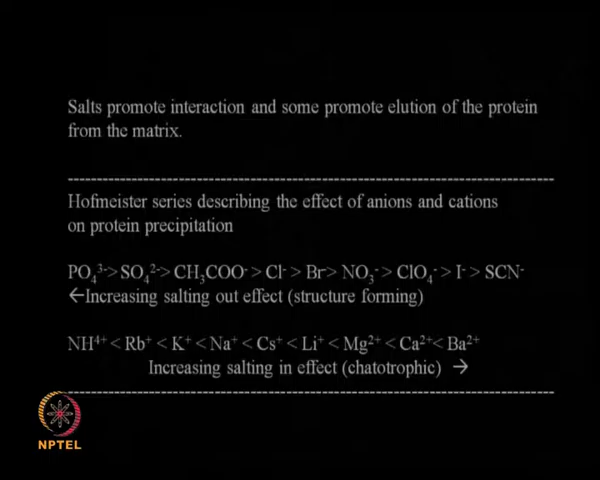 Salts promote interaction and some promote elution of the protein
from the matrix.
--------------------------------------------------------------------------------
Hofmeister series describing the effect of anions and cations
on protein precipitation
PO₄³⁻> SO₄²⁻> CH₃COO⁻ > Cl⁻ > Br⁻> NO₃⁻ > ClO₄⁻ > I⁻ > SCN⁻
←Increasing salting out effect (structure forming)
NH⁴⁺ < Rb⁺ < K⁺ < Na⁺ < Cs⁺ < Li⁺ < Mg²⁺ < Ca²⁺< Ba²⁺
Increasing salting in effect (chatotrophic) →
--------------------------------------------------------------------------------
NPTEL